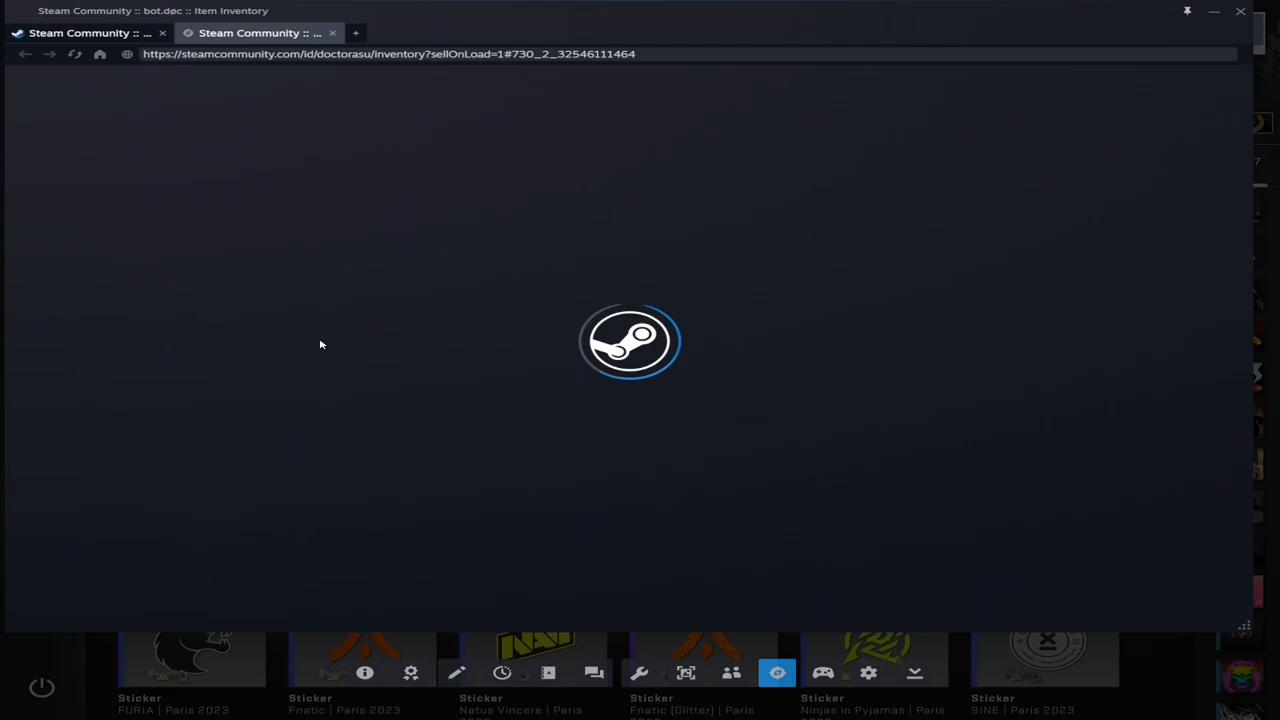 Steam Community :: bot.døc :: Item Inventory
Steam Community :: ...
Steam Community :: ...
https://steamcommunity.com/id/doctorasu/inventory?sellOnLoad=1#730_2_32546111464
Sticker
FURIA | Paris 2023
Sticker
Fnatic | Paris 2023
Sticker
Natus Vincere | Paris
Sticker
Fnatic (Glitter) | Paris
Sticker
Ninjas in Pyjamas | Paris
Sticker
9INE | Paris 2023